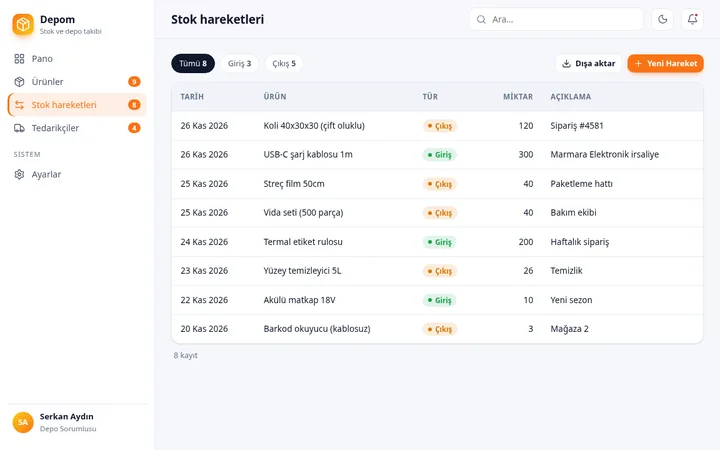 Depom
Stok ve depo takibi
Pano
Ürünler 9
Stok hareketleri 8
Tedarikçiler 4
SİSTEM
Ayarlar
SA
Serkan Aydın
Depo Sorumlusu
Stok hareketleri
Ara…
Tümü 8 Giriş 3 Çıkış 5
Dışa aktar
Yeni Hareket
TARİH ÜRÜN TÜR MİKTAR AÇIKLAMA
26 Kas 2026 Koli 40x30x30 (çift oluklu) Çıkış 120 Sipariş #4581
26 Kas 2026 USB-C şarj kablosu 1m Giriş 300 Marmara Elektronik irsaliye
25 Kas 2026 Streç film 50cm Çıkış 40 Paketleme hattı
25 Kas 2026 Vida seti (500 parça) Çıkış 40 Bakım ekibi
24 Kas 2026 Termal etiket rulosu Giriş 200 Haftalık sipariş
23 Kas 2026 Yüzey temizleyici 5L Çıkış 26 Temizlik
22 Kas 2026 Akülü matkap 18V Giriş 10 Yeni sezon
20 Kas 2026 Barkod okuyucu (kablosuz) Çıkış 3 Mağaza 2
8 kayıt